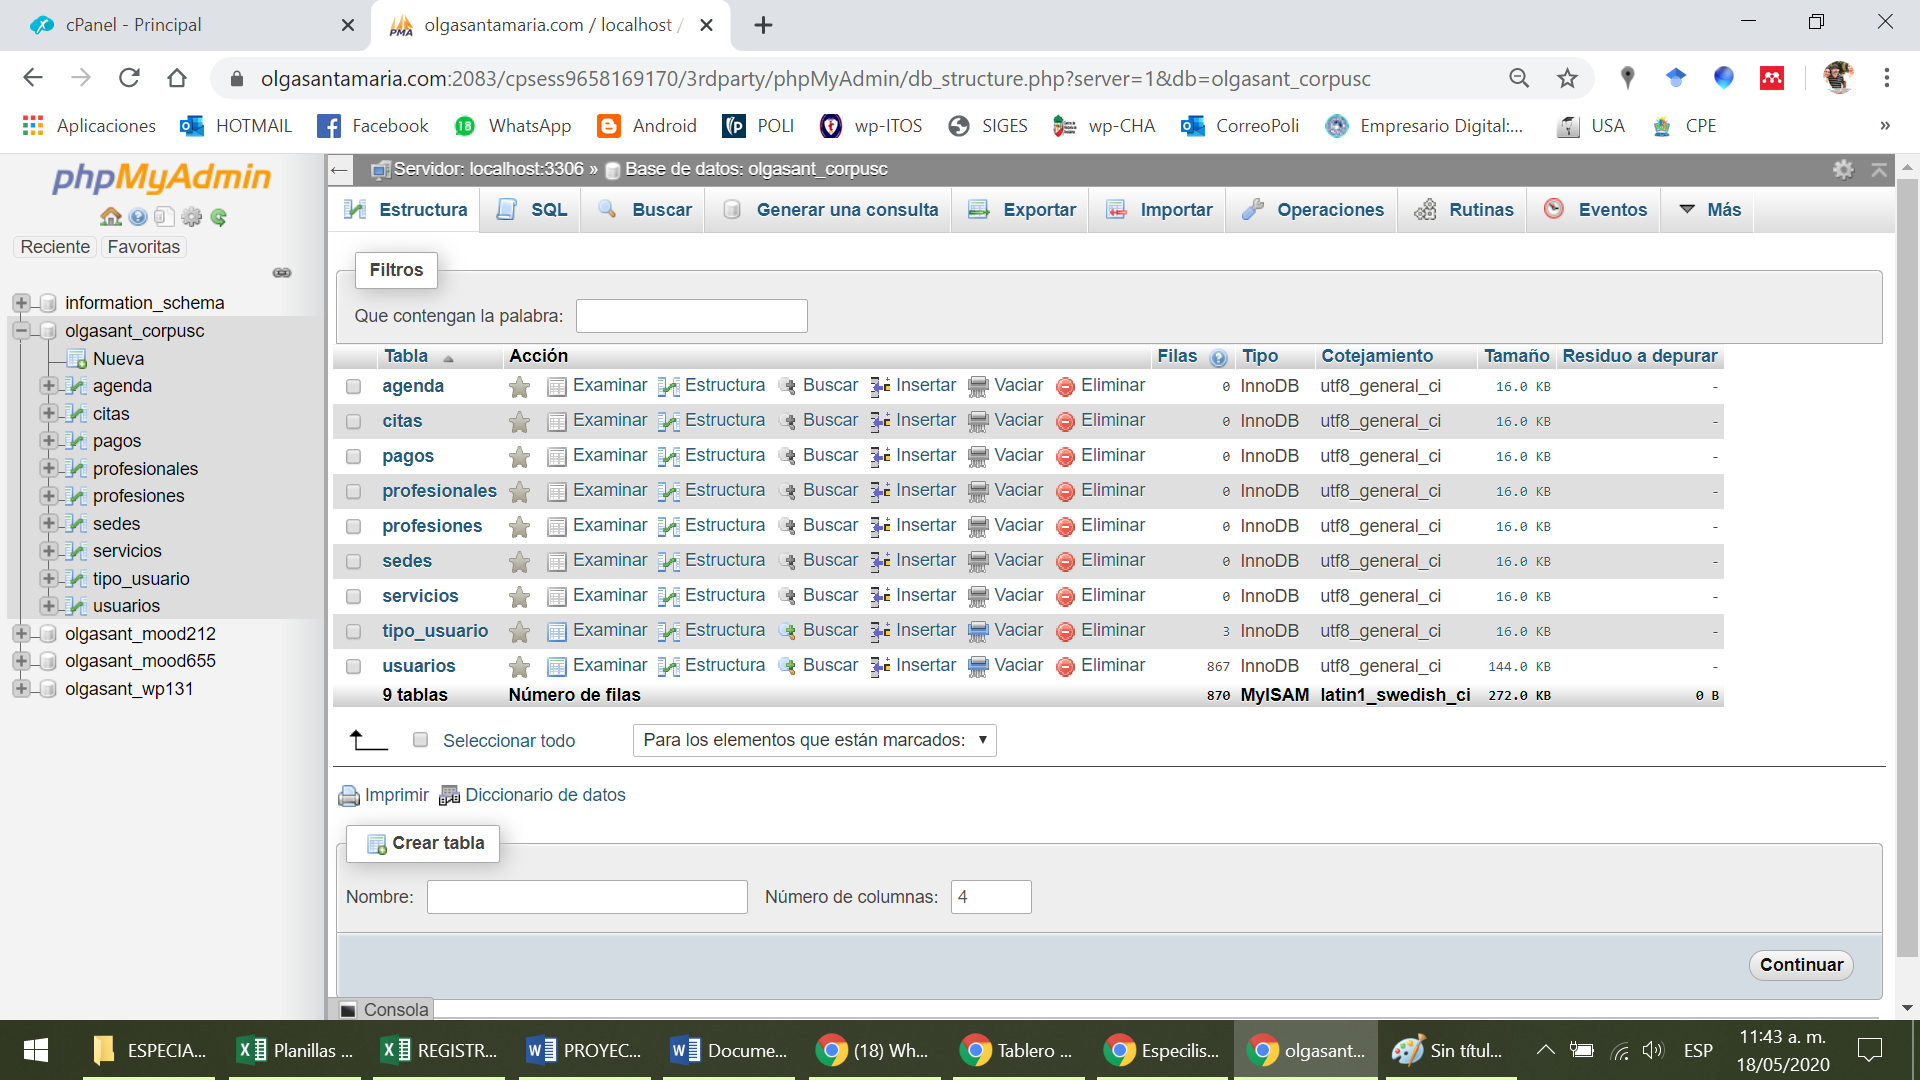 cPanel - Principal
olgasantamaria.com / localhost /
olgasantamaria.com:2083/cpsess9658169170/3rdparty/phpMyAdmin/db_structure.php?server=1&db=olgasant_corpusc
Aplicaciones HOTMAIL Facebook 18 WhatsApp Android POLI wp-ITOS SIGES wp-CHA CorreoPoli Empresario Digital:... USA CPE »
phpMyAdmin
Reciente Favoritas
information_schema
olgasant_corpusc
Nueva
agenda
citas
pagos
profesionales
profesiones
sedes
servicios
tipo_usuario
usuarios
olgasant_mood212
olgasant_mood655
olgasant_wp131
Servidor: localhost:3306 » Base de datos: olgasant_corpusc
Estructura SQL Buscar Generar una consulta Exportar Importar Operaciones Rutinas Eventos Más
Filtros
Que contengan la palabra:
Tabla Acción Filas Tipo Cotejamiento Tamaño Residuo a depurar
agenda Examinar Estructura Buscar Insertar Vaciar Eliminar 0 InnoDB utf8_general_ci 16.0 KB -
citas Examinar Estructura Buscar Insertar Vaciar Eliminar 0 InnoDB utf8_general_ci 16.0 KB -
pagos Examinar Estructura Buscar Insertar Vaciar Eliminar 0 InnoDB utf8_general_ci 16.0 KB -
profesionales Examinar Estructura Buscar Insertar Vaciar Eliminar 0 InnoDB utf8_general_ci 16.0 KB -
profesiones Examinar Estructura Buscar Insertar Vaciar Eliminar 0 InnoDB utf8_general_ci 16.0 KB -
sedes Examinar Estructura Buscar Insertar Vaciar Eliminar 0 InnoDB utf8_general_ci 16.0 KB -
servicios Examinar Estructura Buscar Insertar Vaciar Eliminar 0 InnoDB utf8_general_ci 16.0 KB -
tipo_usuario Examinar Estructura Buscar Insertar Vaciar Eliminar 3 InnoDB utf8_general_ci 16.0 KB -
usuarios Examinar Estructura Buscar Insertar Vaciar Eliminar 867 InnoDB utf8_general_ci 144.0 KB -
9 tablas Número de filas 870 MyISAM latin1_swedish_ci 272.0 KB 0 B
Seleccionar todo Para los elementos que están marcados:
Imprimir Diccionario de datos
Crear tabla
Nombre: Número de columnas: 4
Continuar
Consola
ESPECIA... Planillas ... REGISTR... PROYEC... Docume... (18) Wh... Tablero ... Especilis... olgasant... Sin títul... ESP 11:43 a. m.
18/05/2020